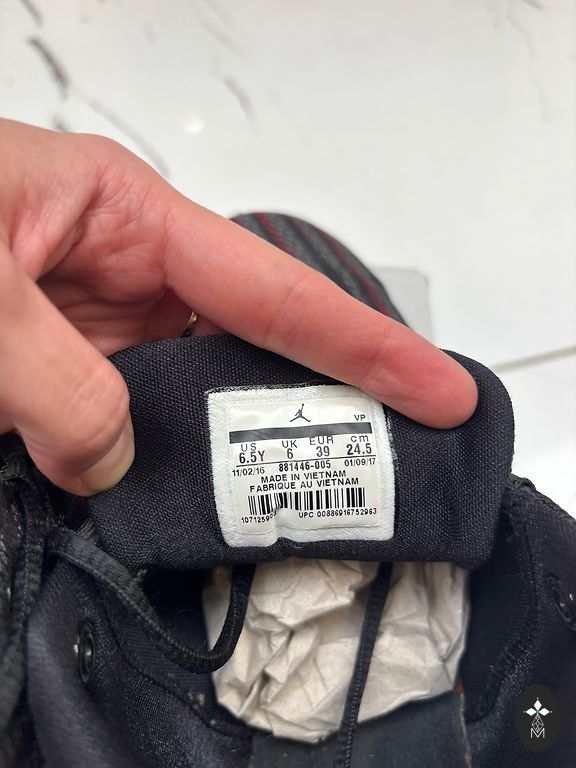 VP
US UK EUR cm
6.5Y 6 39 24.5
11/02/16 881446-005 01/09/17
MADE IN VIETNAM
FABRIQUE AU VIETNAM
UPC 00886916752963
M